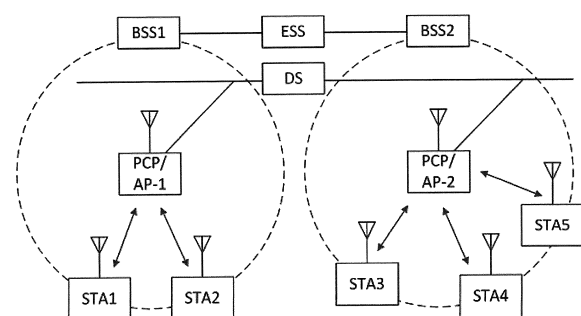 BSS1
ESS
BSS2
DS
PCP/
AP-1
PCP/
AP-2
STA5
STA1
STA2
STA3
STA4